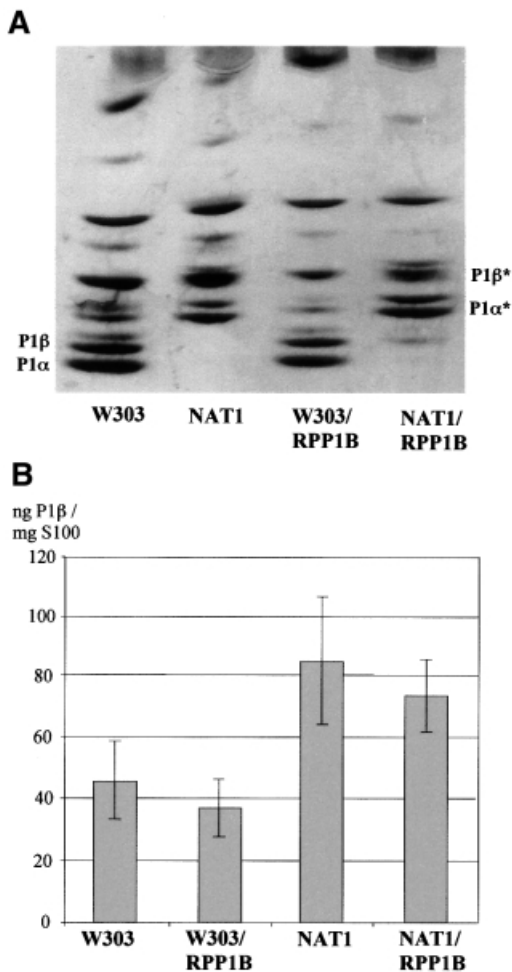 A
P1β
P1α
P1β*
P1α*
W303 NAT1 W303/ NAT1/
RPP1B RPP1B
B
ng P1β /
mg S100
120
100
80
60
40
20
0
W303 W303/ NAT1 NAT1/
RPP1B RPP1B